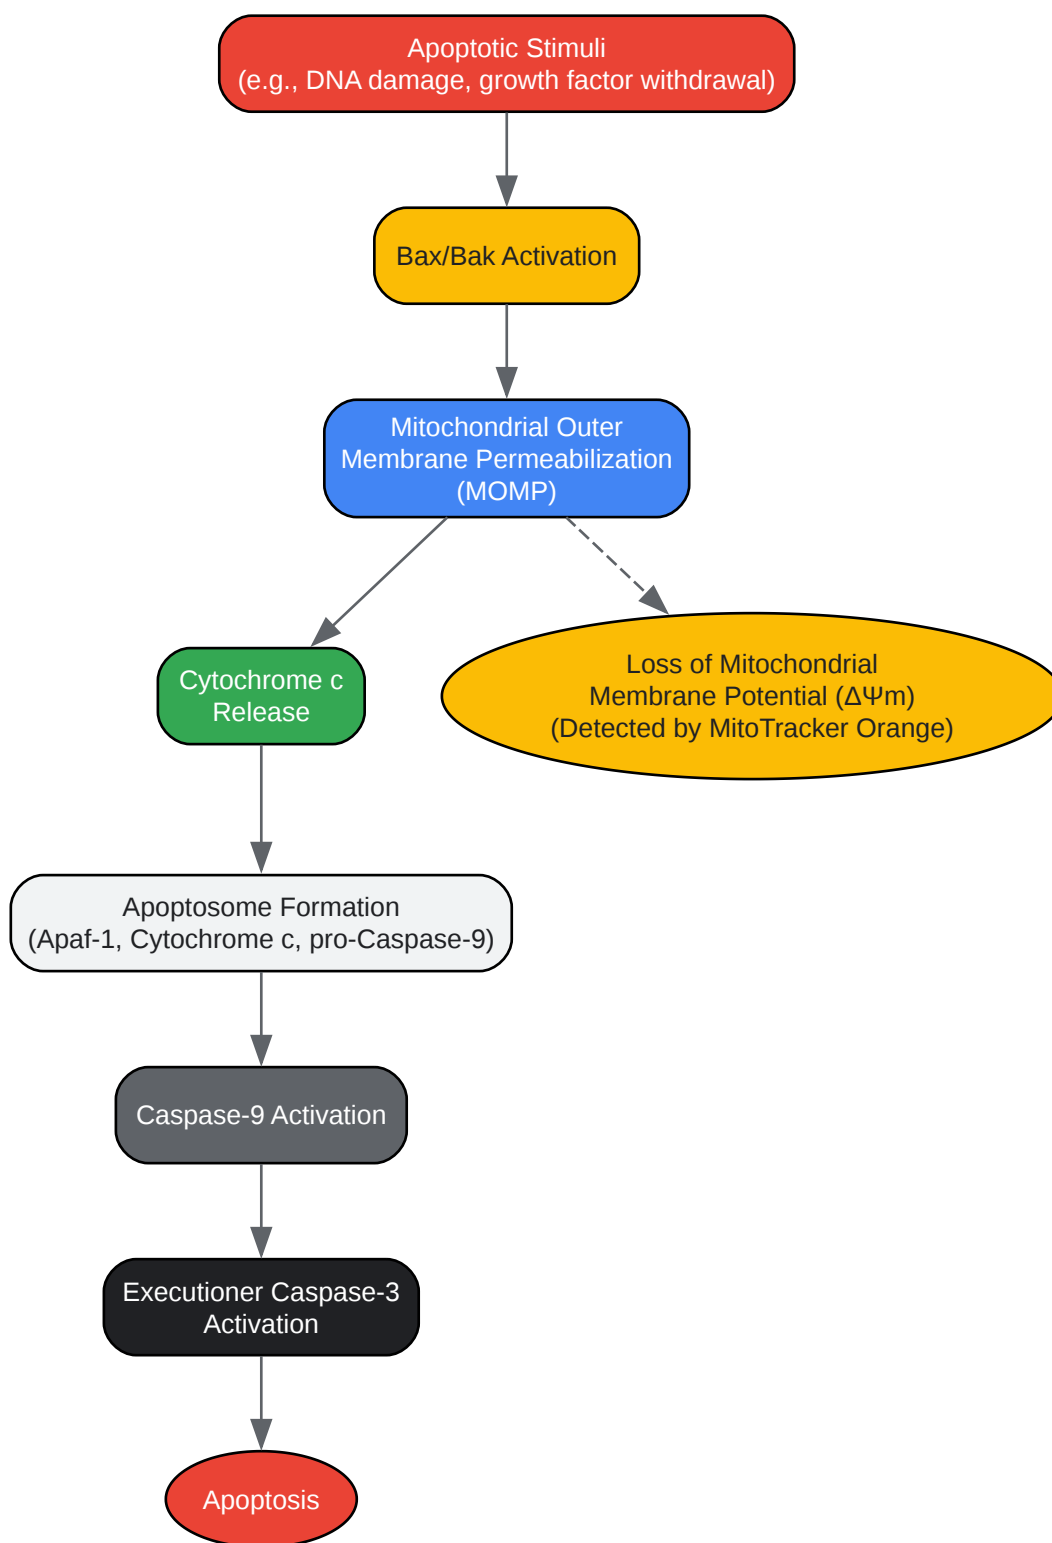 Apoptotic Stimuli
(e.g., DNA damage, growth factor withdrawal)
Bax/Bak Activation
Mitochondrial Outer
Membrane Permeabilization
(MOMP)
Cytochrome c
Release
Loss of Mitochondrial
Membrane Potential (ΔΨm)
(Detected by MitoTracker Orange)
Apoptosome Formation
(Apaf-1, Cytochrome c, pro-Caspase-9)
Caspase-9 Activation
Executioner Caspase-3
Activation
Apoptosis